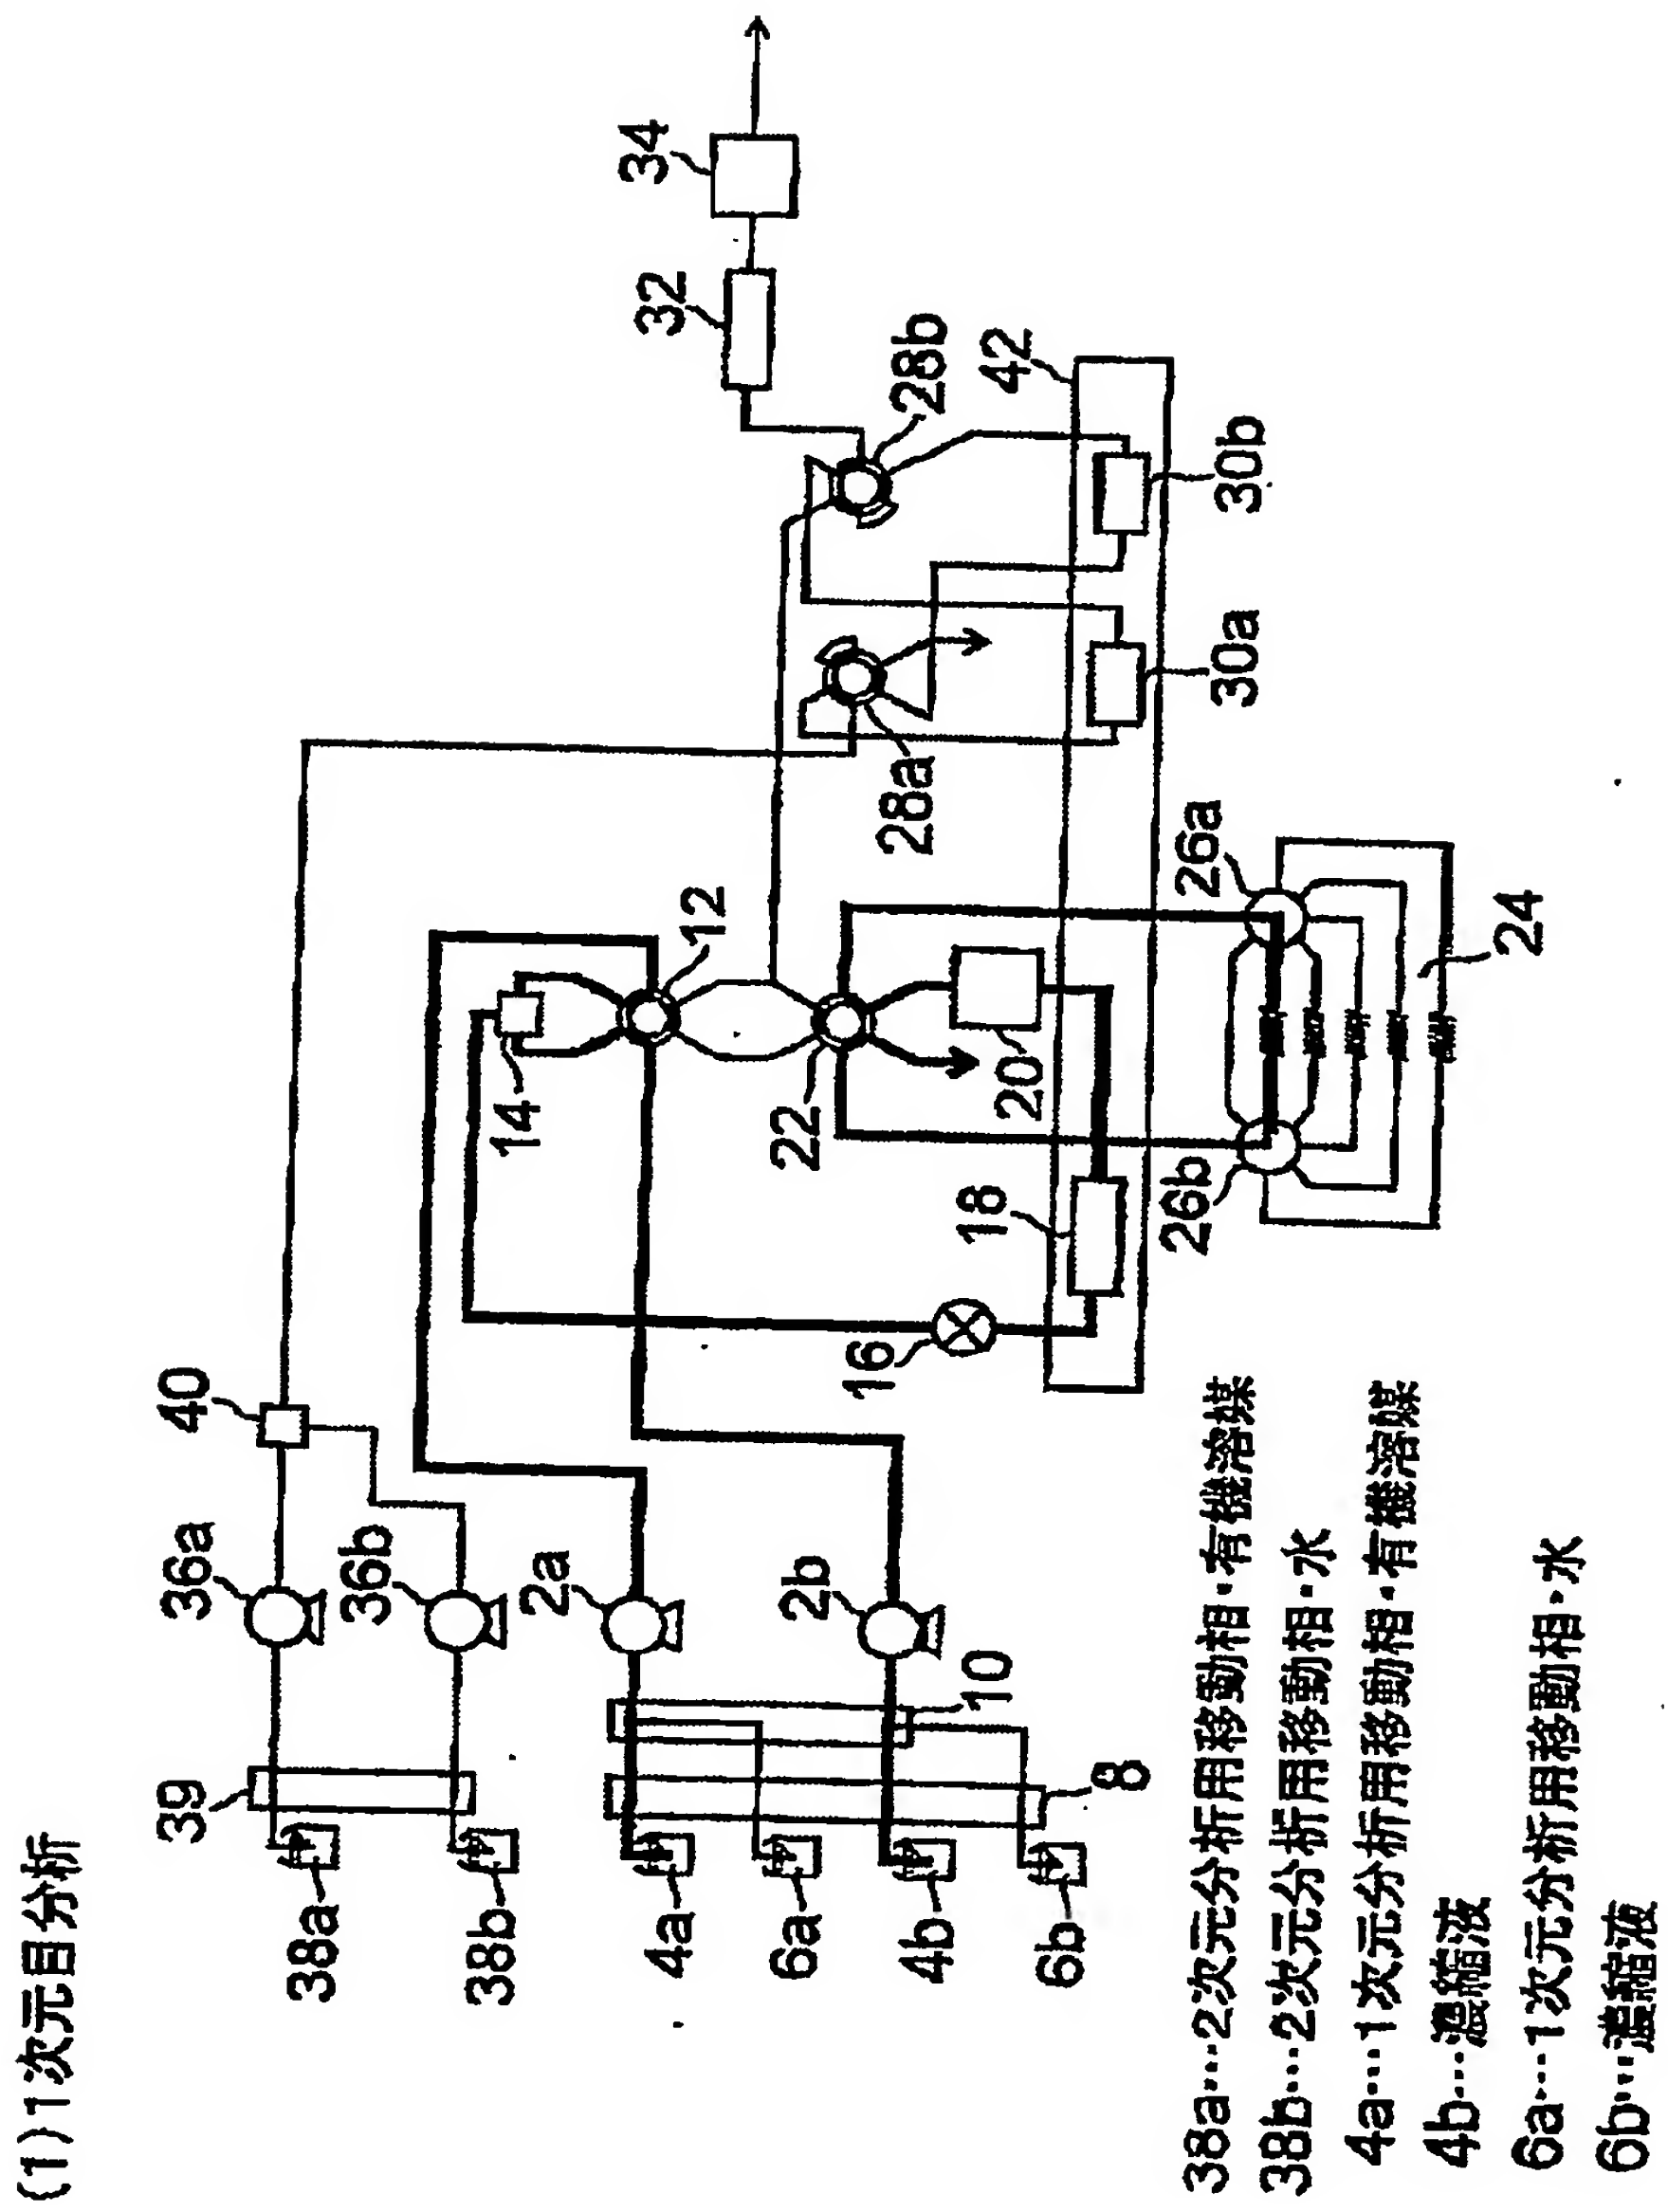 (1)1次元目分析
39
38a
38b
4a
6a
4b
6b
8
10
36a
36b
2a
2b
40
14
12
22
20
16
18
26a
26b
24
28a
28b
30a
30b
42
32
34
38a…2次元分析用移動相・有機溶媒
38b…2次元分析用移動相・水
4a…1次元分析用移動相・有機溶媒
4b…濃縮液
6a…1次元分析用移動相・水
6b…濃縮液